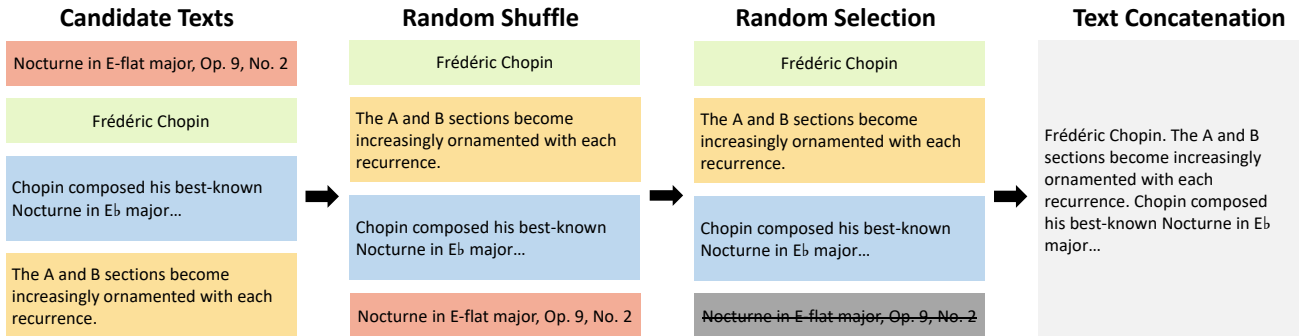 Candidate Texts
Nocturne in E-flat major, Op. 9, No. 2
Frédéric Chopin
Chopin composed his best-known
Nocturne in E♭ major...
The A and B sections become
increasingly ornamented with each
recurrence.
Random Shuffle
Frédéric Chopin
The A and B sections become
increasingly ornamented with each
recurrence.
Chopin composed his best-known
Nocturne in E♭ major...
Nocturne in E-flat major, Op. 9, No. 2
Random Selection
Frédéric Chopin
The A and B sections become
increasingly ornamented with each
recurrence.
Chopin composed his best-known
Nocturne in E♭ major...
Nocturne in E-flat major, Op. 9, No. 2
Text Concatenation
Frédéric Chopin. The A and B
sections become increasingly
ornamented with each
recurrence. Chopin composed
his best-known Nocturne in E♭
major...